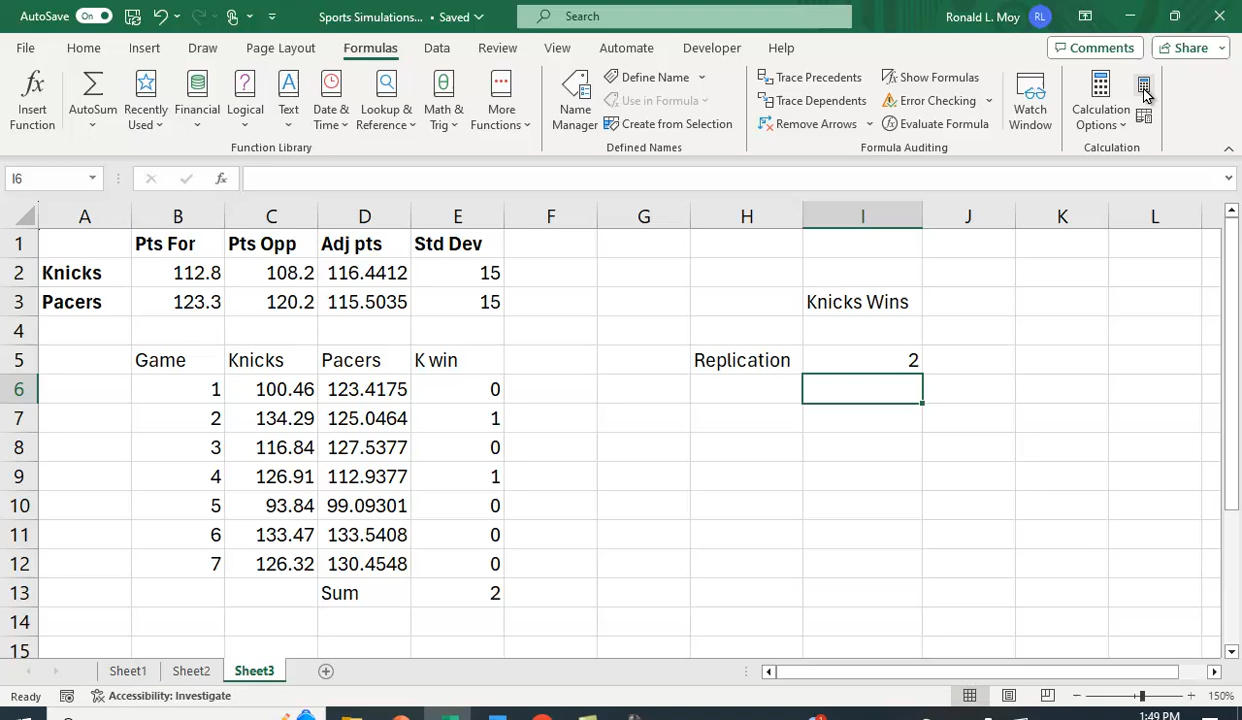 AutoSave On Sports Simulations... • Saved Search Ronald L. Moy RL
File Home Insert Draw Page Layout Formulas Data Review View Automate Developer Help Comments Share
Insert Function AutoSum Recently Used Financial Logical Text Date & Time Lookup & Reference Math & Trig More Functions
Name Manager Define Name Use in Formula Create from Selection
Trace Precedents Trace Dependents Remove Arrows Show Formulas Error Checking Evaluate Formula Watch Window Calculation Options
Function Library Defined Names Formula Auditing Calculation
I6 fx
A B C D E F G H I J K L
1 Pts For Pts Opp Adj pts Std Dev
2 Knicks 112.8 108.2 116.4412 15
3 Pacers 123.3 120.2 115.5035 15 Knicks Wins
4
5 Game Knicks Pacers K win Replication 2
6 1 100.46 123.4175 0
7 2 134.29 125.0464 1
8 3 116.84 127.5377 0
9 4 126.91 112.9377 1
10 5 93.84 99.09301 0
11 6 133.47 133.5408 0
12 7 126.32 130.4548 0
13 Sum 2
14
15
Sheet1 Sheet2 Sheet3
Ready Accessibility: Investigate 150%
1:49 PM